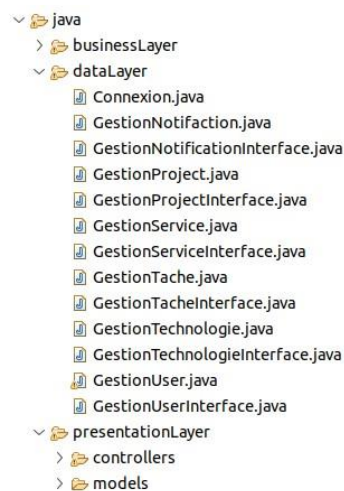 java
businessLayer
dataLayer
Connexion.java
GestionNotifaction.java
GestionNotificationInterface.java
GestionProject.java
GestionProjectInterface.java
GestionService.java
GestionServiceInterface.java
GestionTache.java
GestionTacheInterface.java
GestionTechnologie.java
GestionTechnologieInterface.java
GestionUser.java
GestionUserInterface.java
presentationLayer
controllers
models